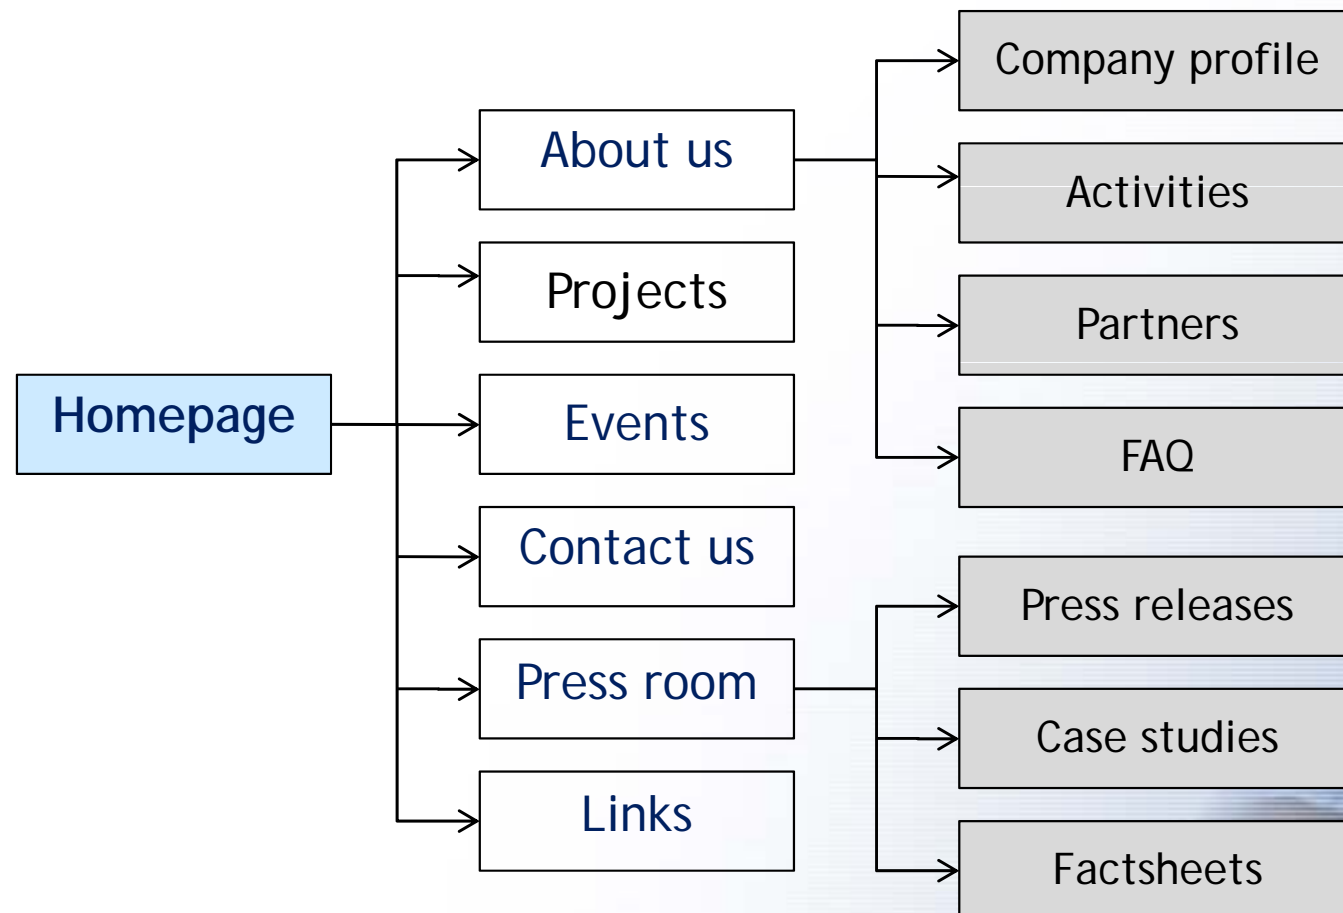 Homepage
About us
Projects
Events
Contact us
Press room
Links
Company profile
Activities
Partners
FAQ
Press releases
Case studies
Factsheets